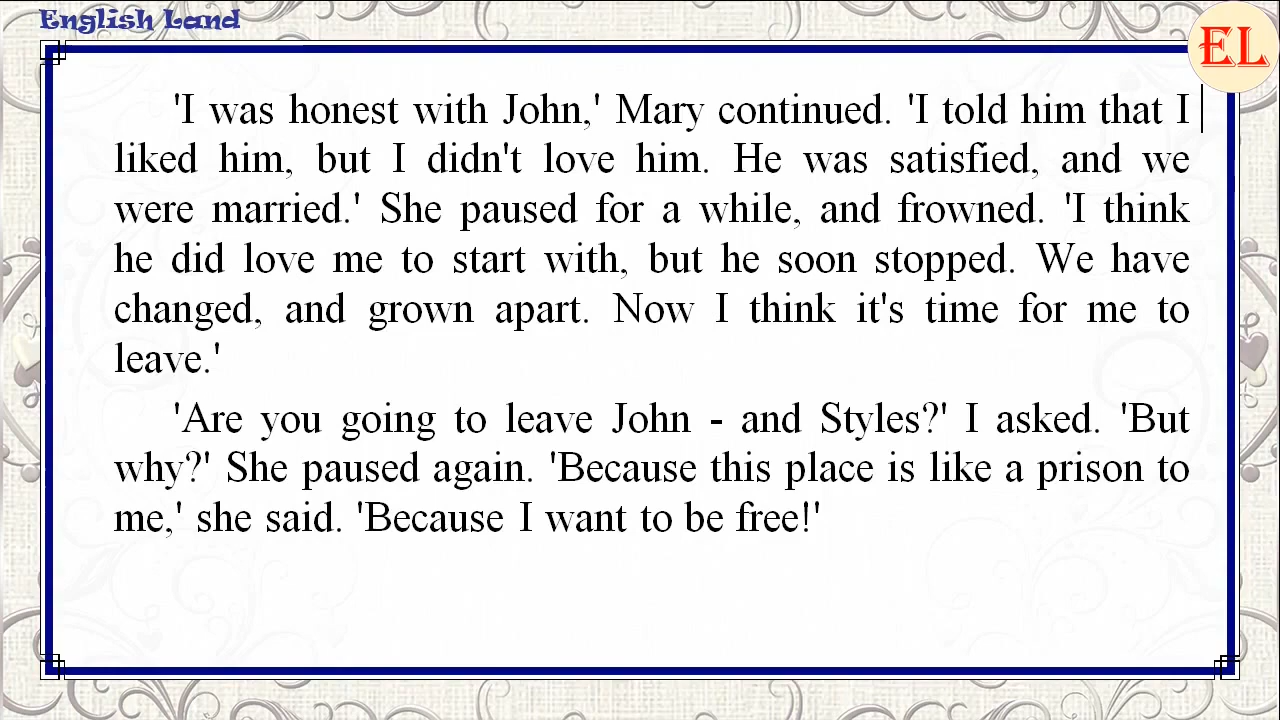 English Land
EL
'I was honest with John,' Mary continued. 'I told him that I
liked him, but I didn't love him. He was satisfied, and we
were married.' She paused for a while, and frowned. 'I think
he did love me to start with, but he soon stopped. We have
changed, and grown apart. Now I think it's time for me to
leave.'
'Are you going to leave John - and Styles?' I asked. 'But
why?' She paused again. 'Because this place is like a prison to
me,' she said. 'Because I want to be free!'